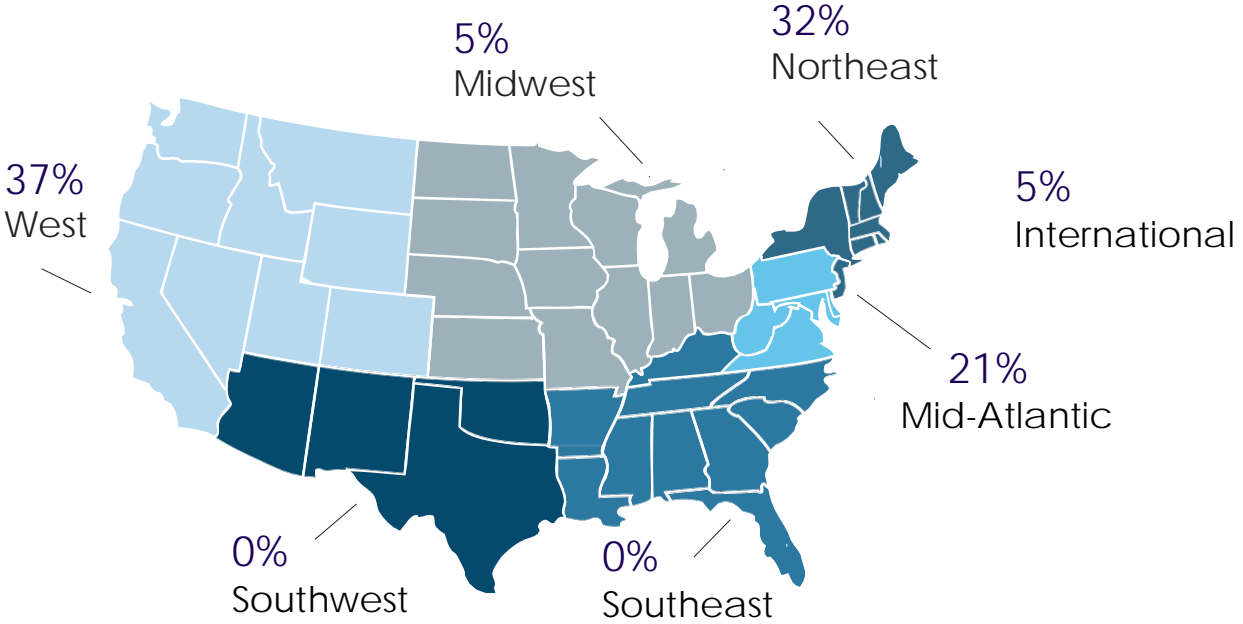 32%
Northeast
5%
Midwest
37%
West
5%
International
21%
Mid-Atlantic
0%
Southwest
0%
Southeast